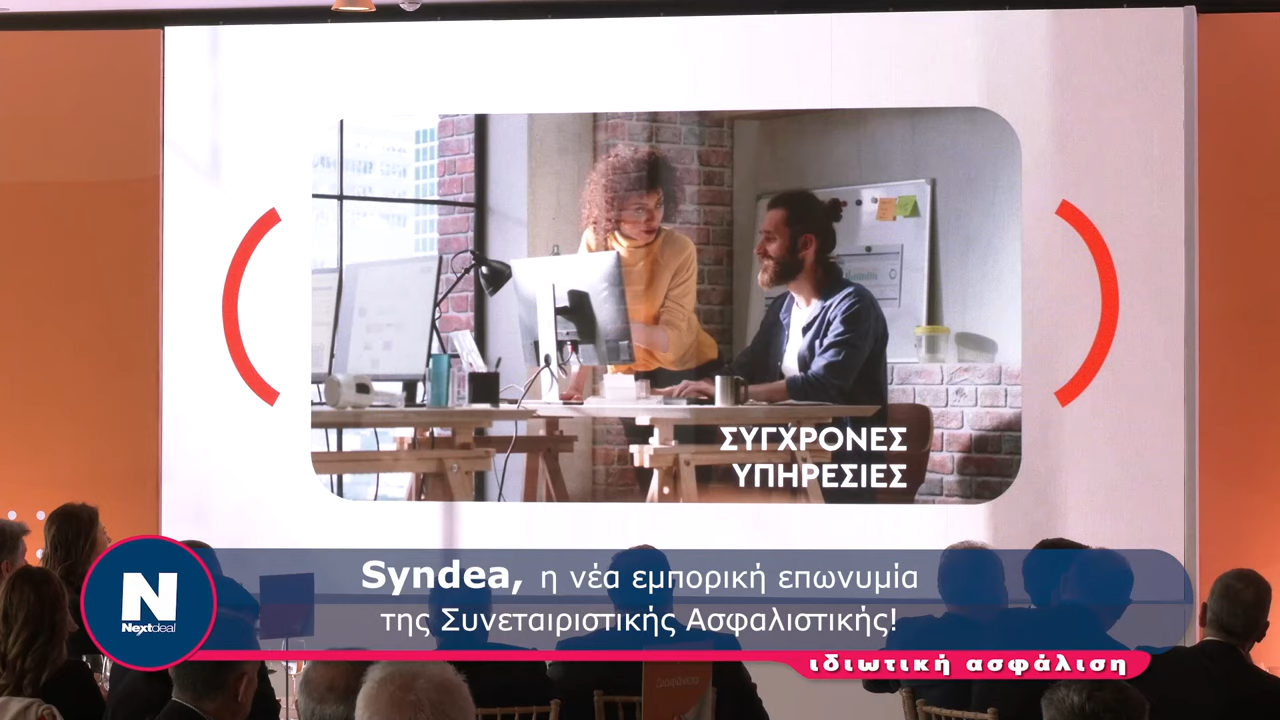 ΣΥΓΧΡΟΝΕΣ
ΥΠΗΡΕΣΙΕΣ
Syndea, η νέα εμπορική επωνυμία
της Συνεταιριστικής Ασφαλιστικής!
N
Nextdeal
ιδιωτική ασφάλιση